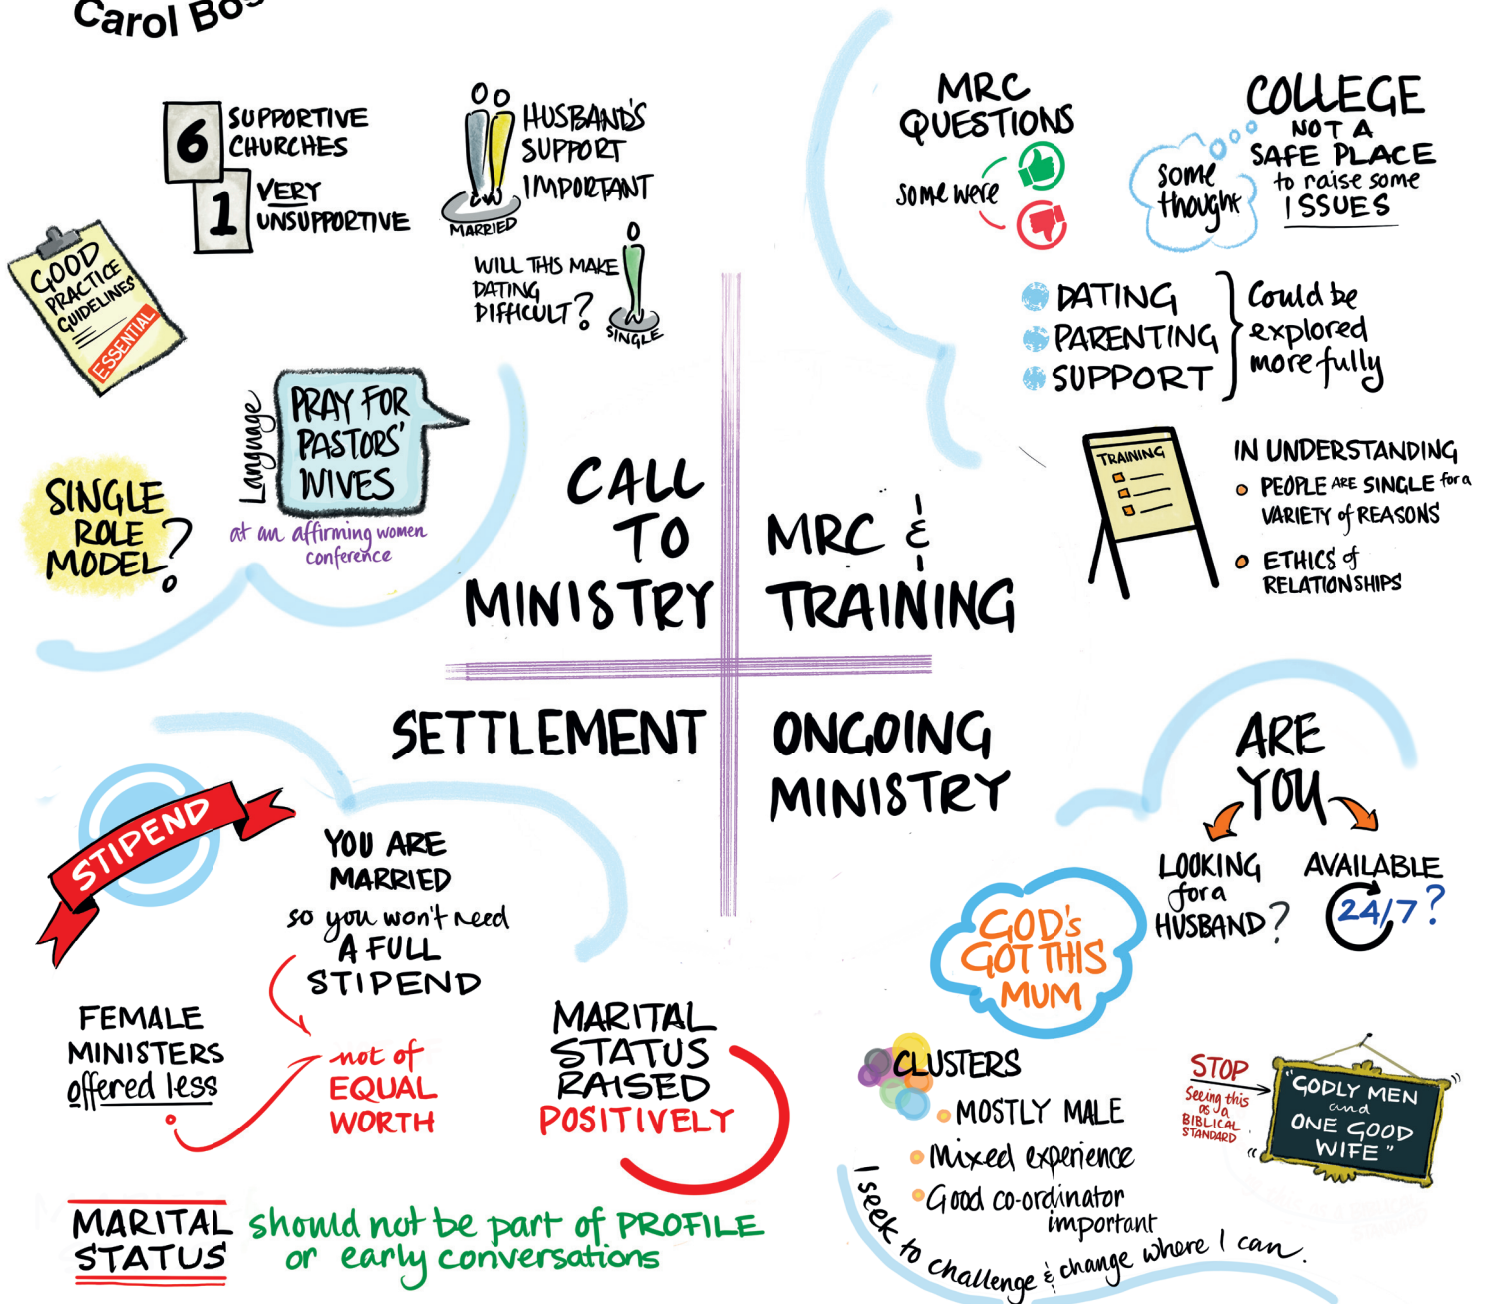 Carol
6
SUPPORTIVE
CHURCHES
1
VERY
UNSUPPORTIVE
HUSBAND'S
SUPPORT
IMPORTANT
MARRIED
WILL THIS MAKE
DATING
DIFFICULT?
SINGLE
GOOD
PRACTICE
GUIDELINES
ESSENTIAL
Language
PRAY FOR
PASTORS'
WIVES
at an affirming women
conference
SINGLE
ROLE
MODEL?
CALL
TO
MINISTRY
MRC
QUESTIONS
some were
some
thought
COLLEGE
NOT A
SAFE PLACE
to raise some
ISSUES
DATING
PARENTING
SUPPORT
Could be
explored
more fully
TRAINING
IN UNDERSTANDING
PEOPLE ARE SINGLE for a
VARIETY of REASONS
ETHICS of
RELATIONSHIPS
MRC &
TRAINING
SETTLEMENT
STIPEND
YOU ARE
MARRIED
so you won't need
A FULL
STIPEND
FEMALE
MINISTERS
offered less
not of
EQUAL
WORTH
MARITAL
STATUS
RAISED
POSITIVELY
MARITAL
STATUS
should not be part of PROFILE
or early conversations
ONGOING
MINISTRY
ARE
YOU
LOOKING
for a
HUSBAND?
AVAILABLE
24/7?
GOD's
GOT THIS
MUM
CLUSTERS
MOSTLY MALE
Mixed experience
Good co-ordinator
important
STOP
Seeing this
as a
BIBLICAL
STANDARD
"GODLY MEN
and
ONE GOOD
WIFE"
I seek to challenge & change where I can.